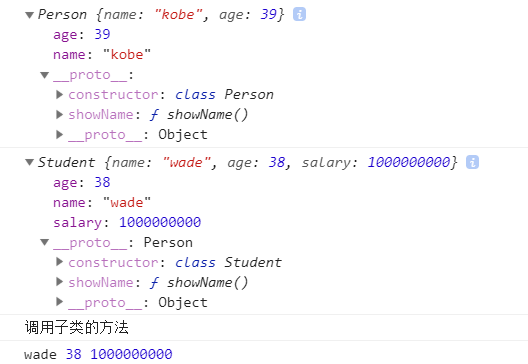 Person {name: "kobe", age: 39} i
age: 39
name: "kobe"
__proto__:
constructor: class Person
showName: ƒ showName()
__proto__: Object
Student {name: "wade", age: 38, salary: 1000000000} i
age: 38
name: "wade"
salary: 1000000000
__proto__: Person
constructor: class Student
showName: ƒ showName()
__proto__: Object
调用子类的方法
wade 38 1000000000